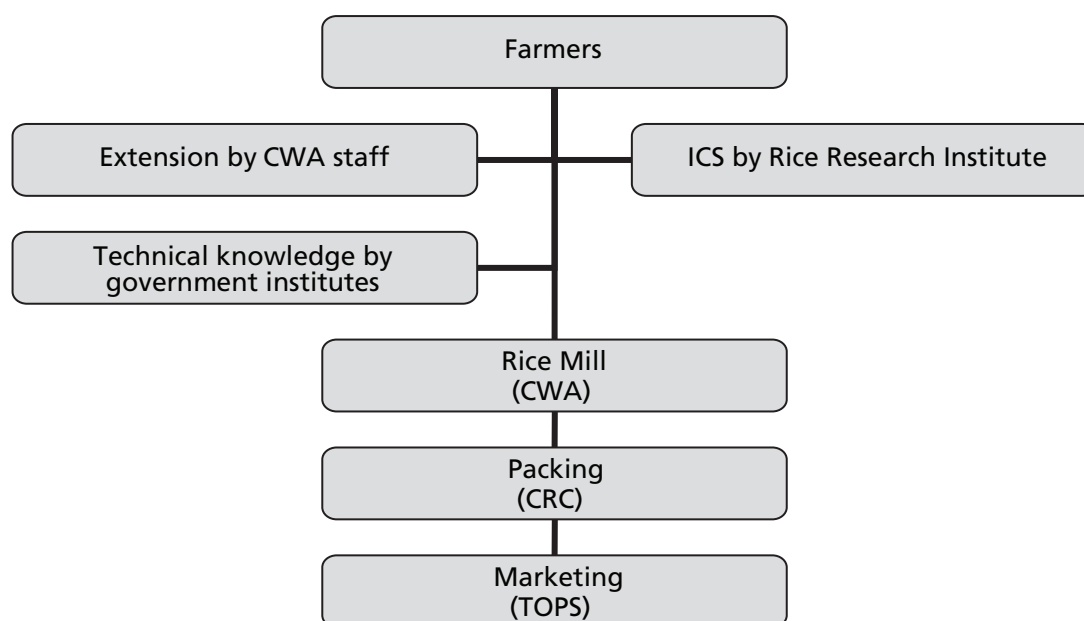 Farmers
Extension by CWA staff
ICS by Rice Research Institute
Technical knowledge by
government institutes
Rice Mill
(CWA)
Packing
(CRC)
Marketing
(TOPS)